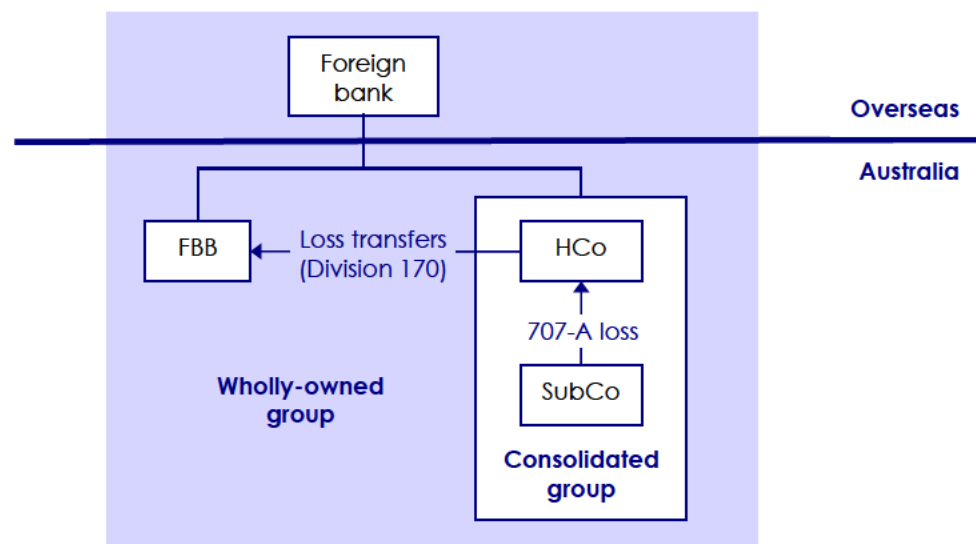 Foreign
bank
Overseas
Australia
FBB
Loss transfers
(Division 170)
HCo
707-A loss
SubCo
Wholly-owned
group
Consolidated
group